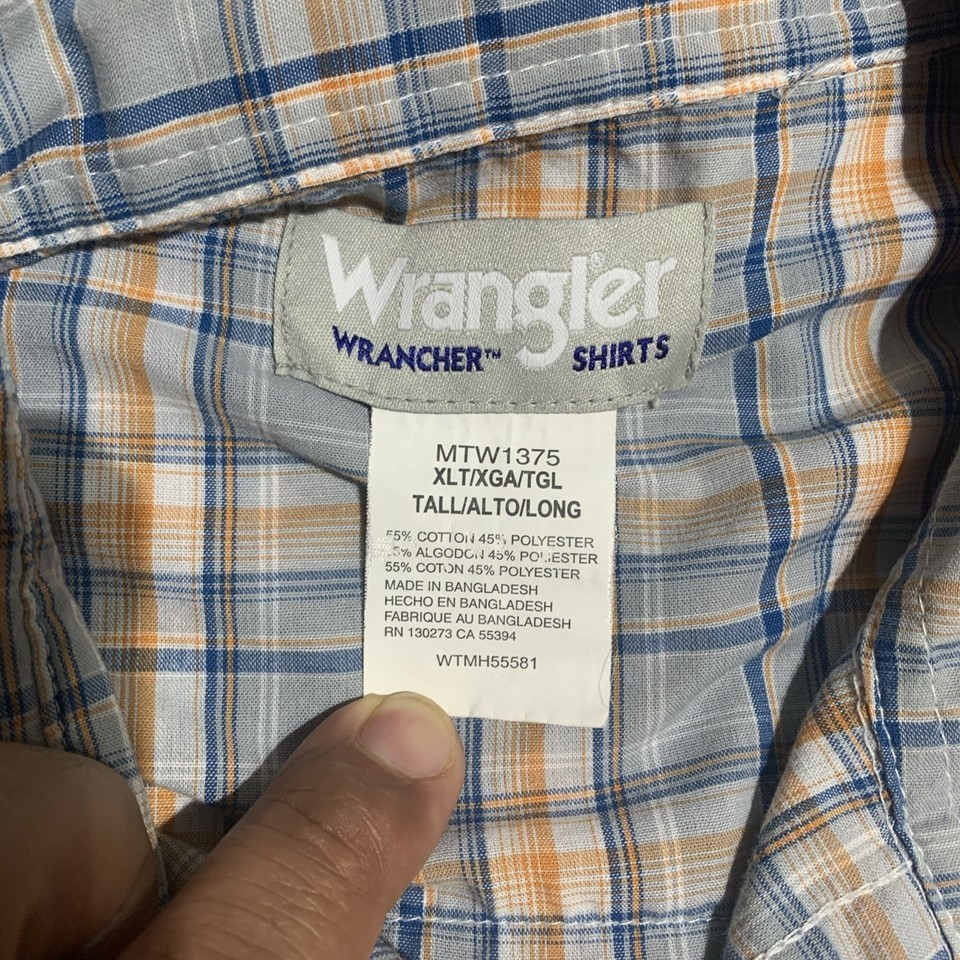 Wrangler®
WRANCHER™ SHIRTS
MTW1375
XLT/XGA/TGL
TALL/ALTO/LONG
55% COTTON 45% POLYESTER
ALGODON 45% POLIESTER
55% COTON 45% POLYESTER
MADE IN BANGLADESH
HECHO EN BANGLADESH
FABRIQUE AU BANGLADESH
RN 130273 CA 55394
WTMH55581